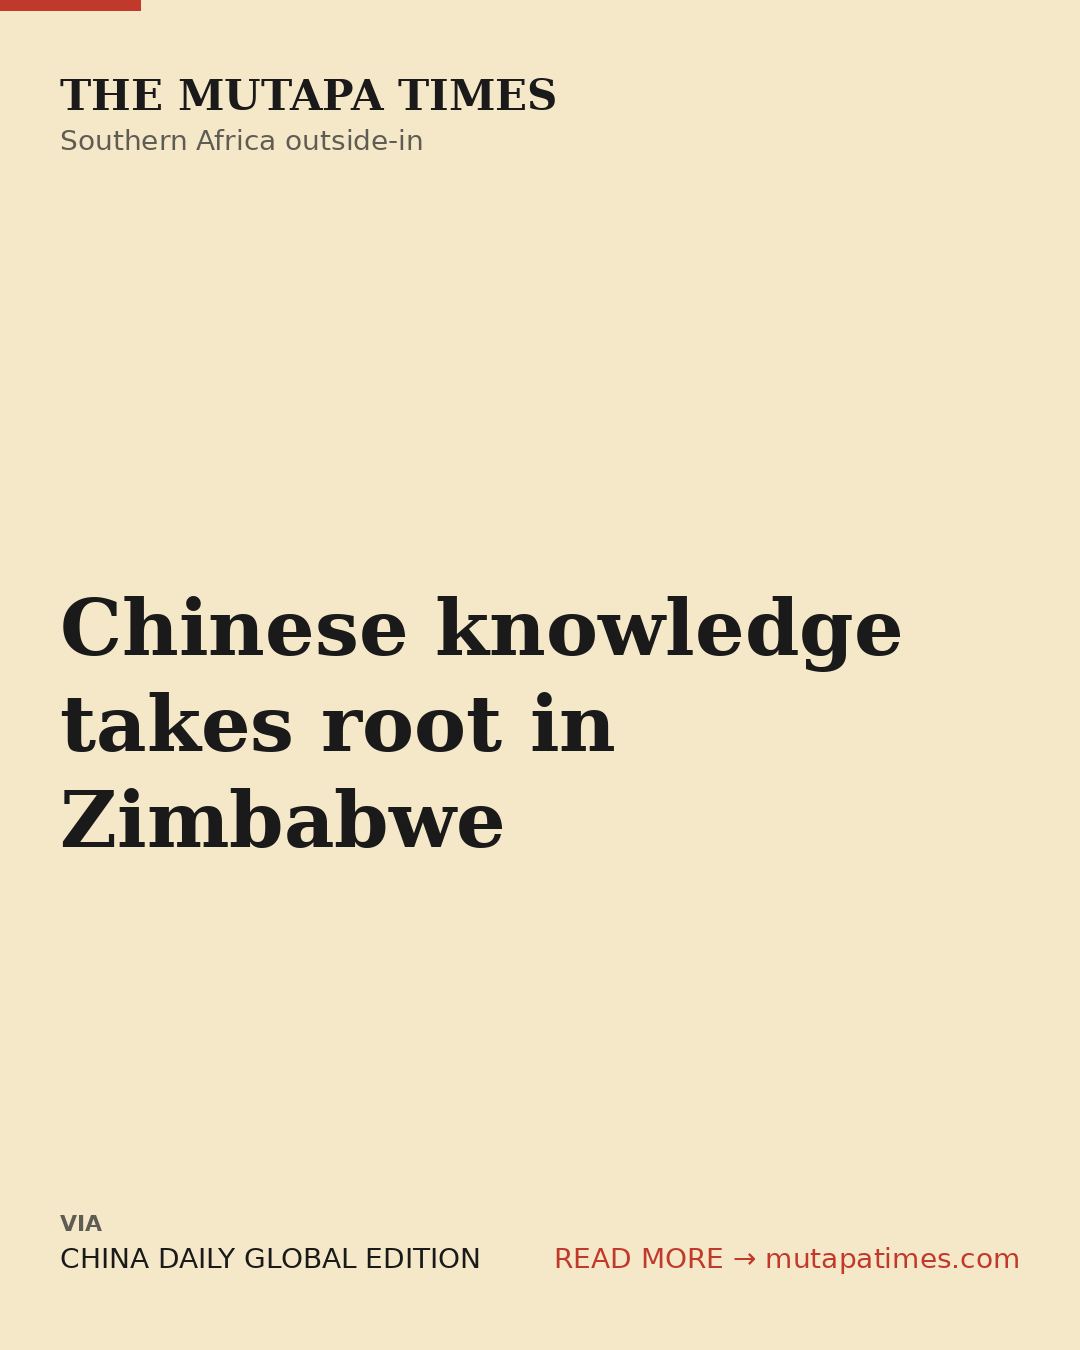 THE MUTAPA TIMES
Southern Africa outside-in
Chinese knowledge
takes root in
Zimbabwe
VIA
CHINA DAILY GLOBAL EDITION
READ MORE → mutapatimes.com